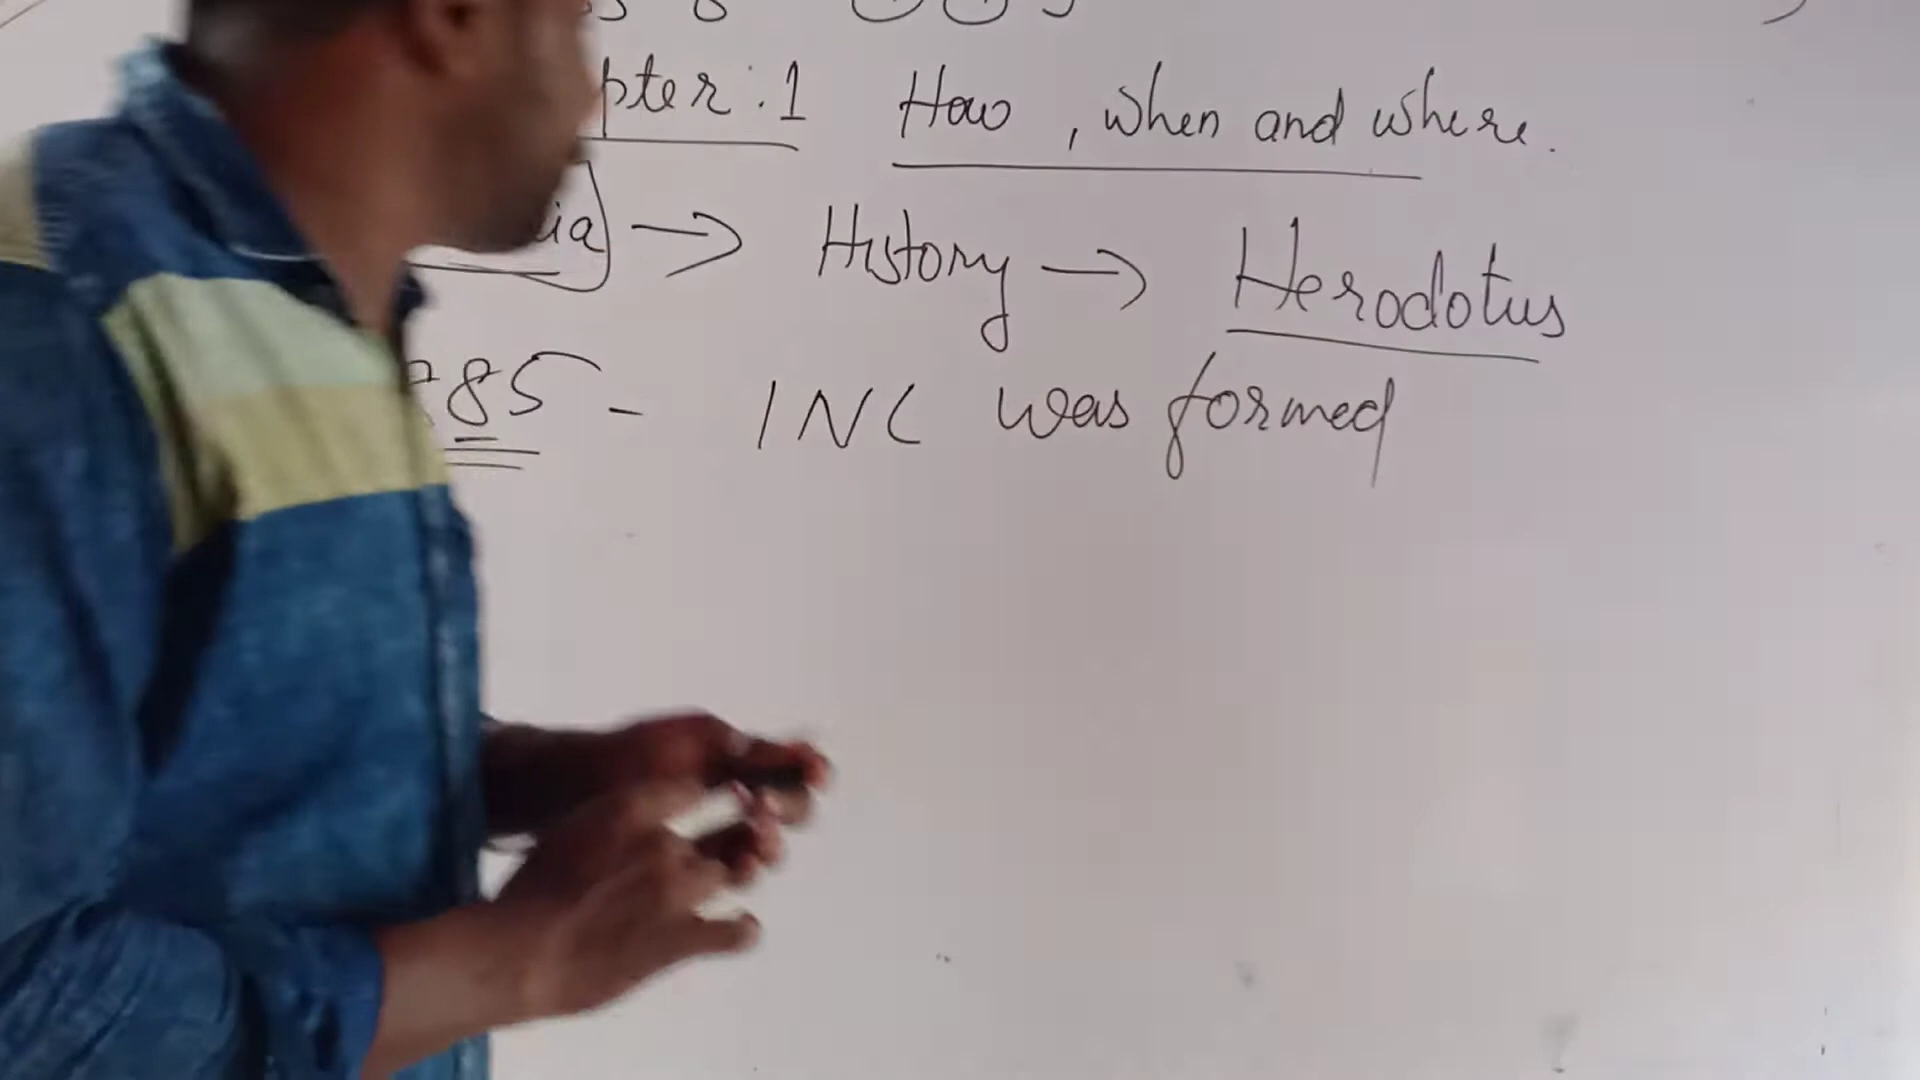 pter : 1 How , when and where .
ia → History → Herodotus
85 - INC was formed